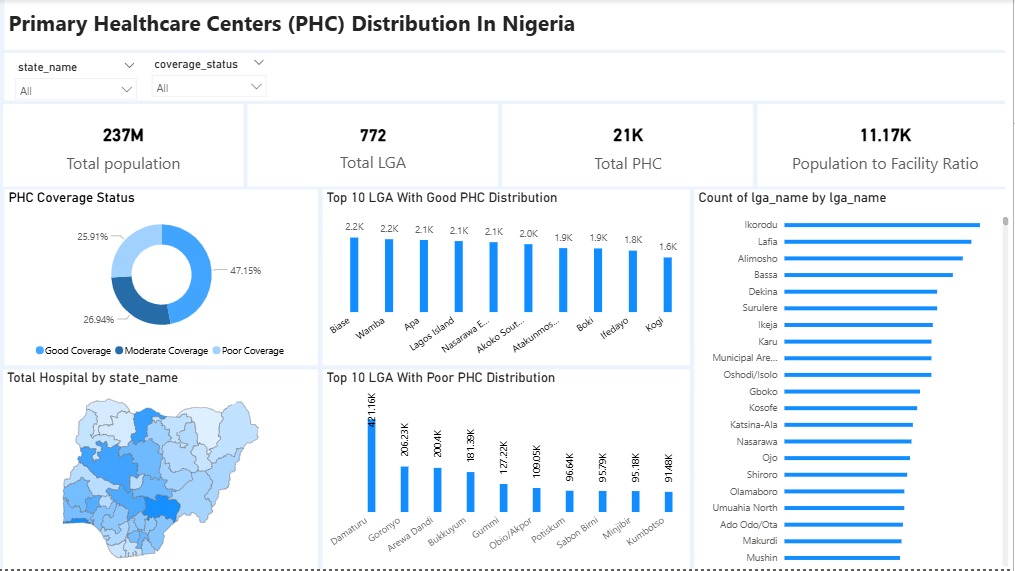 Primary Healthcare Centers (PHC) Distribution In Nigeria
state_name
All
coverage_status
All
237M
Total population
772
Total LGA
21K
Total PHC
11.17K
Population to Facility Ratio
PHC Coverage Status
25.91%
47.15%
26.94%
Good Coverage Moderate Coverage Poor Coverage
Top 10 LGA With Good PHC Distribution
2.2K 2.2K 2.1K 2.1K 2.1K 2.0K 1.9K 1.9K 1.8K 1.6K
Biase Wamba Apa Lagos Island Nasarawa E... Akoko Sout... Atakunmos... Boki Ifedayo Kogi
Count of lga_name by lga_name
Ikorodu
Lafia
Alimosho
Bassa
Dekina
Surulere
Ikeja
Karu
Municipal Are...
Oshodi/Isolo
Gboko
Kosofe
Katsina-Ala
Nasarawa
Ojo
Shiroro
Olamaboro
Umuahia North
Ado Odo/Ota
Makurdi
Mushin
Total Hospital by state_name
Top 10 LGA With Poor PHC Distribution
421.16K 206.23K 200.4K 181.39K 127.22K 109.05K 96.64K 95.79K 95.18K 91.48K
Damaturu Goronyo Arewa Dandi Bukkuyum Gummi Obio/Akpor Potiskum Sabon Birni Minjibir Kumbotso